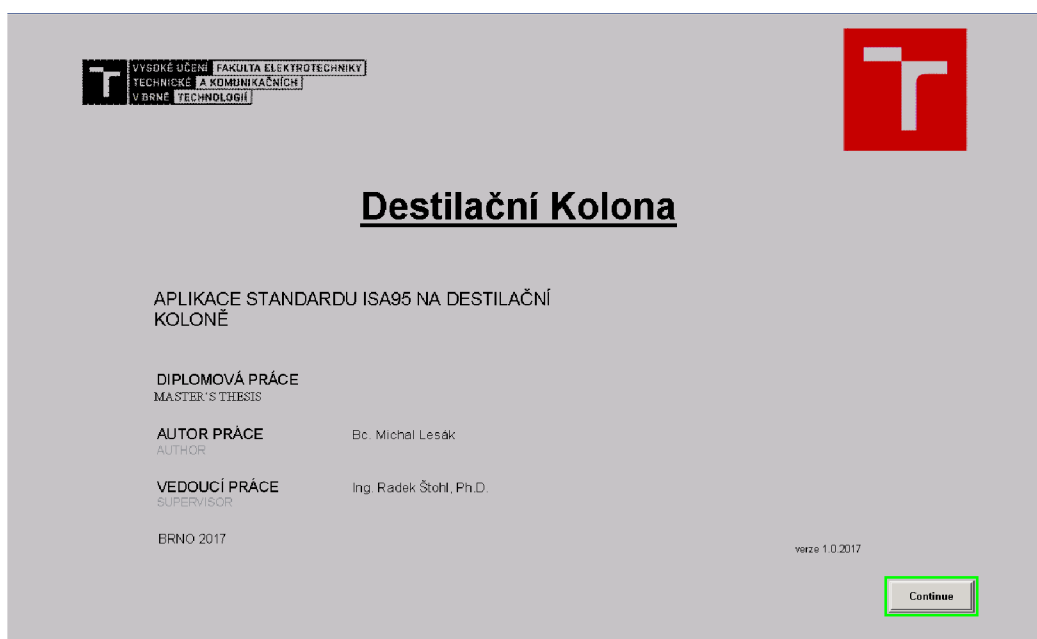 VYSOKÉ UČENÍ FAKULTA ELEKTROTECHNIKY
TECHNICKÉ A KOMUNIKAČNÍCH
V BRNĚ TECHNOLOGIÍ
Destilační Kolona
APLIKACE STANDARDU ISA95 NA DESTILAČNÍ
KOLONĚ
DIPLOMOVÁ PRÁCE
MASTER'S THESIS
AUTOR PRÁCE Bc. Michal Lesák
AUTHOR
VEDOUCÍ PRÁCE Ing. Radek Štohl, Ph.D.
SUPERVISOR
BRNO 2017
verze 1.0.2017
Continue